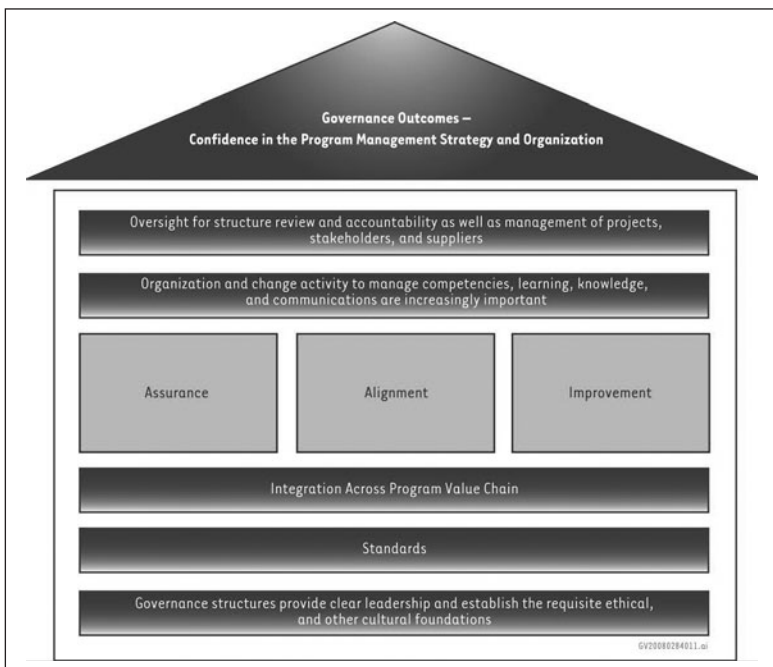 Governance Outcomes –
Confidence in the Program Management Strategy and Organization
Oversight for structure review and accountability as well as management of projects,
stakeholders, and suppliers
Organization and change activity to manage competencies, learning, knowledge,
and communications are increasingly important
Assurance
Alignment
Improvement
Integration Across Program Value Chain
Standards
Governance structures provide clear leadership and establish the requisite ethical,
and other cultural foundations
GV20080284011.ai